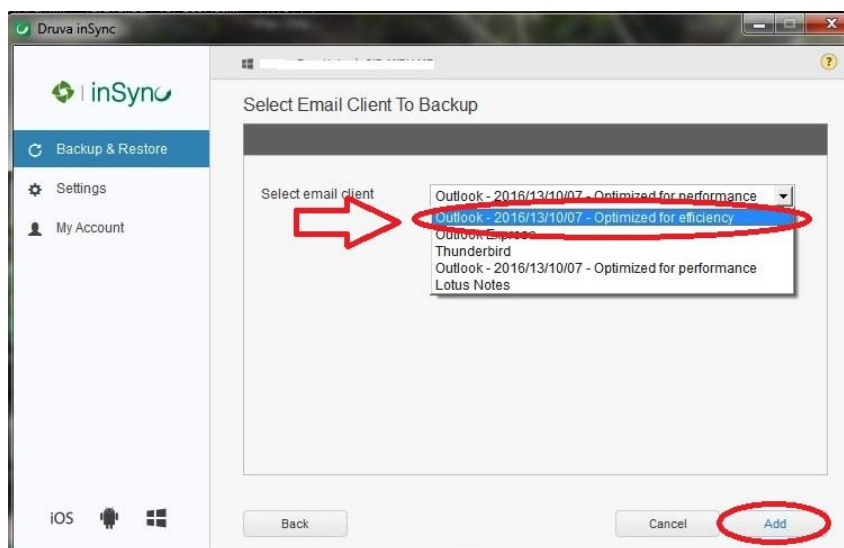 Druva inSync
inSync
Select Email Client To Backup
Backup & Restore
Settings
My Account
Select email client
Outlook - 2016/13/10/07 - Optimized for performance
Outlook - 2016/13/10/07 - Optimized for efficiency
Outlook Express
Thunderbird
Outlook - 2016/13/10/07 - Optimized for performance
Lotus Notes
iOS
Back
Cancel
Add